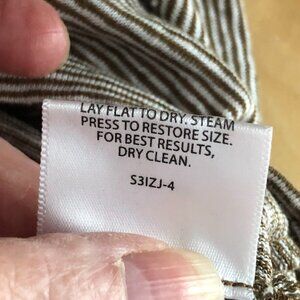 LAY FLAT TO DRY. STEAM
PRESS TO RESTORE SIZE.
FOR BEST RESULTS,
DRY CLEAN.
S3IZJ-4